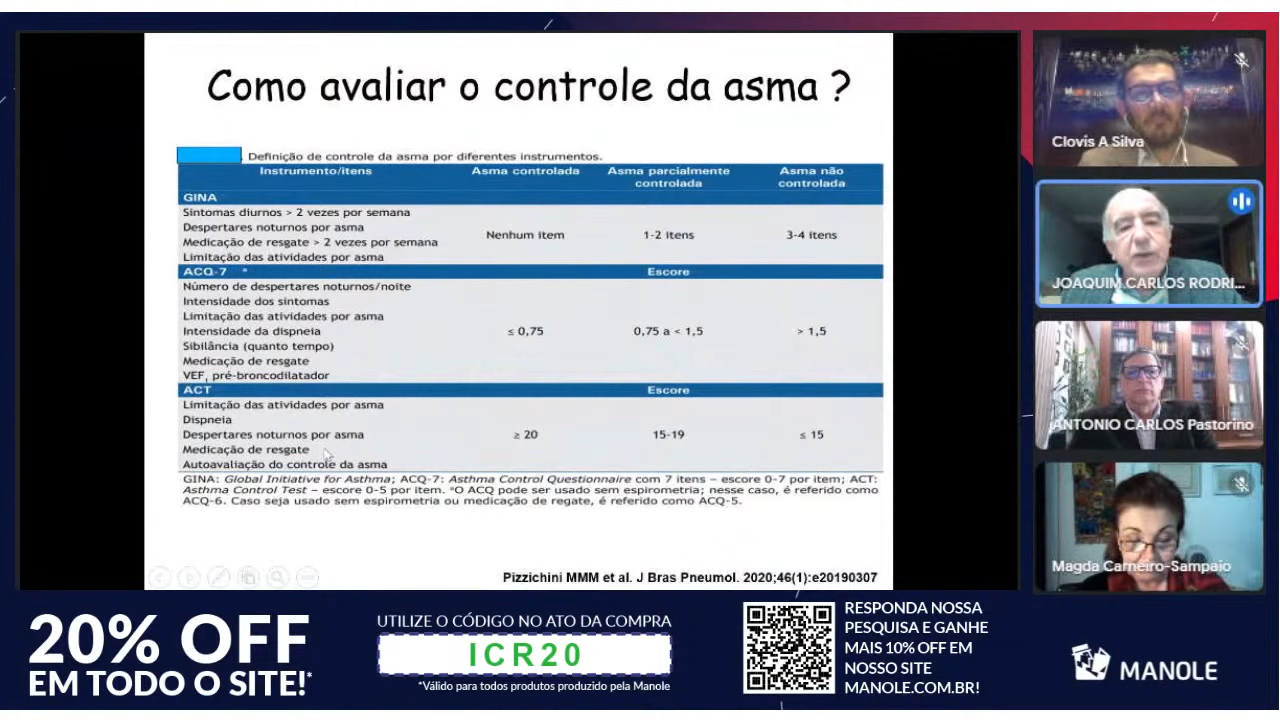 Como avaliar o controle da asma ?
. Definição de controle da asma por diferentes instrumentos.
Instrumento/itens Asma controlada Asma parcialmente controlada Asma não controlada
GINA
Sintomas diurnos > 2 vezes por semana
Despertares noturnos por asma
Medicação de resgate > 2 vezes por semana
Limitação das atividades por asma
Nenhum item 1-2 itens 3-4 itens
ACQ-7 * Escore
Número de despertares noturnos/noite
Intensidade dos sintomas
Limitação das atividades por asma
Intensidade da dispneia
Sibilância (quanto tempo)
Medicação de resgate
VEF1 pré-broncodilatador
≤ 0,75 0,75 a < 1,5 > 1,5
ACT Escore
Limitação das atividades por asma
Dispneia
Despertares noturnos por asma
Medicação de resgate
Autoavaliação do controle da asma
≥ 20 15-19 ≤ 15
GINA: Global Initiative for Asthma; ACQ-7: Asthma Control Questionnaire com 7 itens – escore 0-7 por item; ACT:
Asthma Control Test – escore 0-5 por item. *O ACQ pode ser usado sem espirometria; nesse caso, é referido como
ACQ-6. Caso seja usado sem espirometria ou medicação de regate, é referido como ACQ-5.
Pizzichini MMM et al. J Bras Pneumol. 2020;46(1):e20190307
Clovis A Silva
JOAQUIM CARLOS RODRI...
ANTONIO CARLOS Pastorino
Magda Carneiro-Sampaio
20% OFF
EM TODO O SITE!*
UTILIZE O CÓDIGO NO ATO DA COMPRA
ICR20
*Válido para todos produtos produzido pela Manole
RESPONDA NOSSA
PESQUISA E GANHE
MAIS 10% OFF EM
NOSSO SITE
MANOLE.COM.BR!
MANOLE